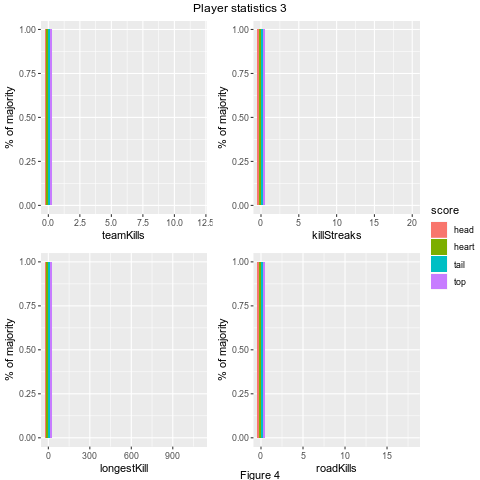 Player statistics 3
1.00
0.75
0.50
0.25
0.00
% of majority
0.0 2.5 5.0 7.5 10.0 12.5
teamKills
1.00
0.75
0.50
0.25
0.00
% of majority
0 5 10 15 20
killStreaks
score
head
heart
tail
top
1.00
0.75
0.50
0.25
0.00
% of majority
0 300 600 900
longestKill
1.00
0.75
0.50
0.25
0.00
% of majority
0 5 10 15
roadKills
Figure 4